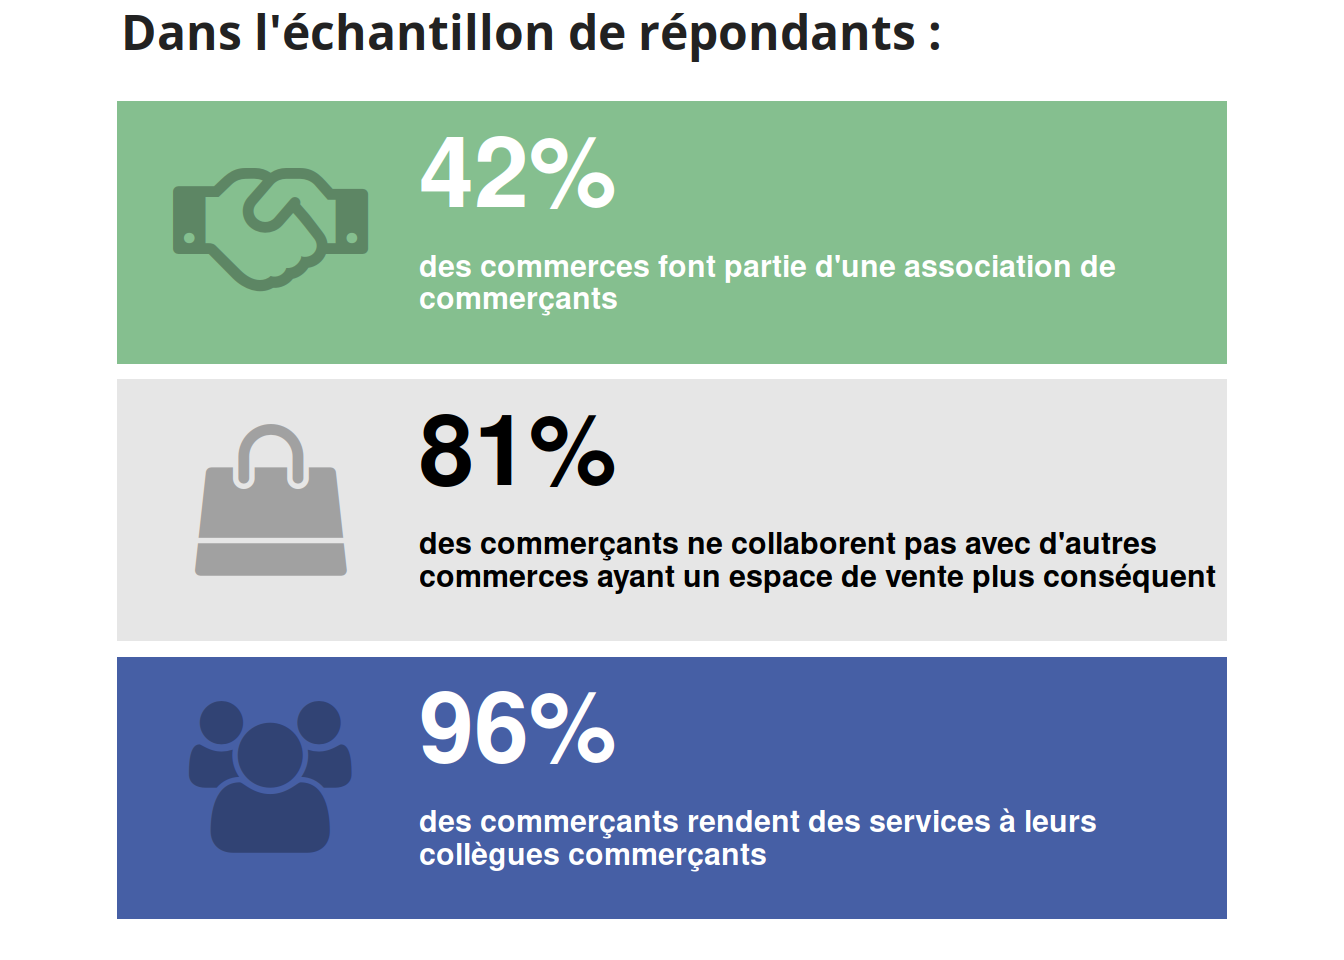 Dans l'échantillon de répondants :
42%
des commerces font partie d'une association de
commerçants
81%
des commerçants ne collaborent pas avec d'autres
commerces ayant un espace de vente plus conséquent
96%
des commerçants rendent des services à leurs
collègues commerçants